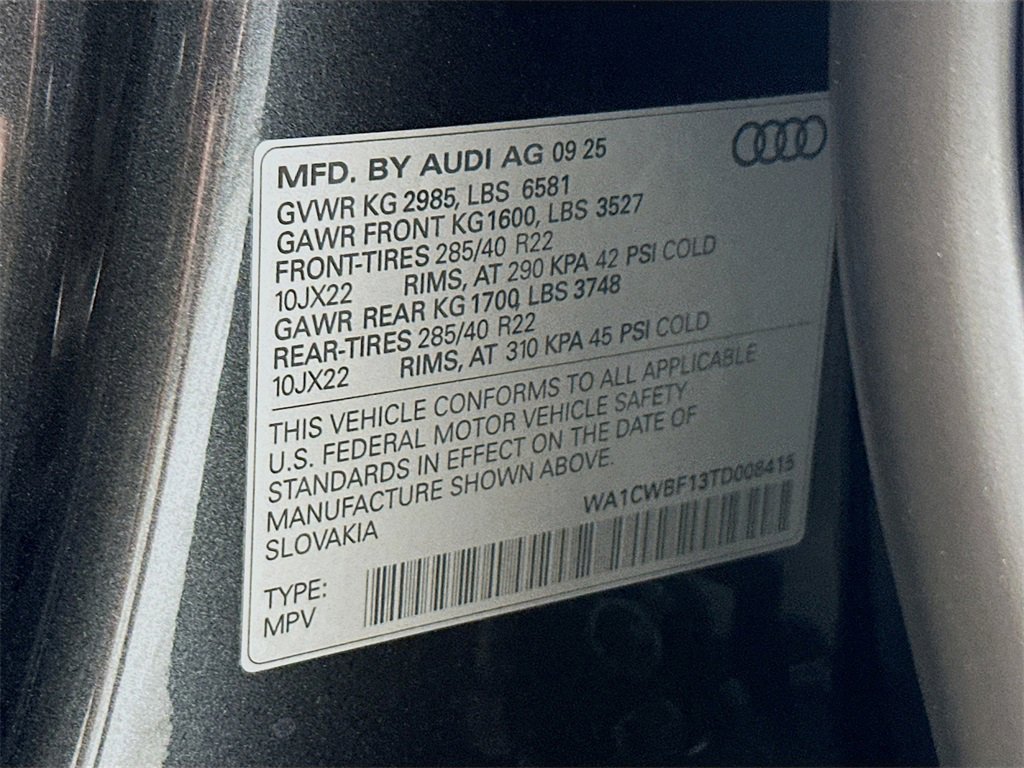 MFD. BY AUDI AG 09 25
GVWR KG 2985, LBS 6581
GAWR FRONT KG1600, LBS 3527
FRONT-TIRES 285/40 R22
10JX22 RIMS, AT 290 KPA 42 PSI COLD
GAWR REAR KG 1700, LBS 3748
REAR-TIRES 285/40 R22
10JX22 RIMS, AT 310 KPA 45 PSI COLD
THIS VEHICLE CONFORMS TO ALL APPLICABLE
U.S. FEDERAL MOTOR VEHICLE SAFETY
STANDARDS IN EFFECT ON THE DATE OF
MANUFACTURE SHOWN ABOVE.
SLOVAKIA
WA1CWBF13TD008415
TYPE:
MPV